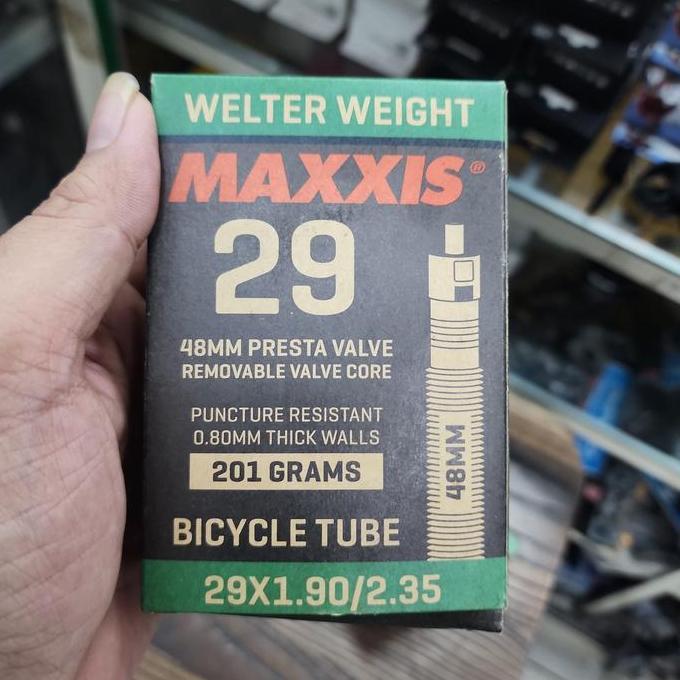 WELTER WEIGHT
MAXXIS®
29
48MM PRESTA VALVE
REMOVABLE VALVE CORE
PUNCTURE RESISTANT
0.80MM THICK WALLS
201 GRAMS
48MM
BICYCLE TUBE
29X1.90/2.35